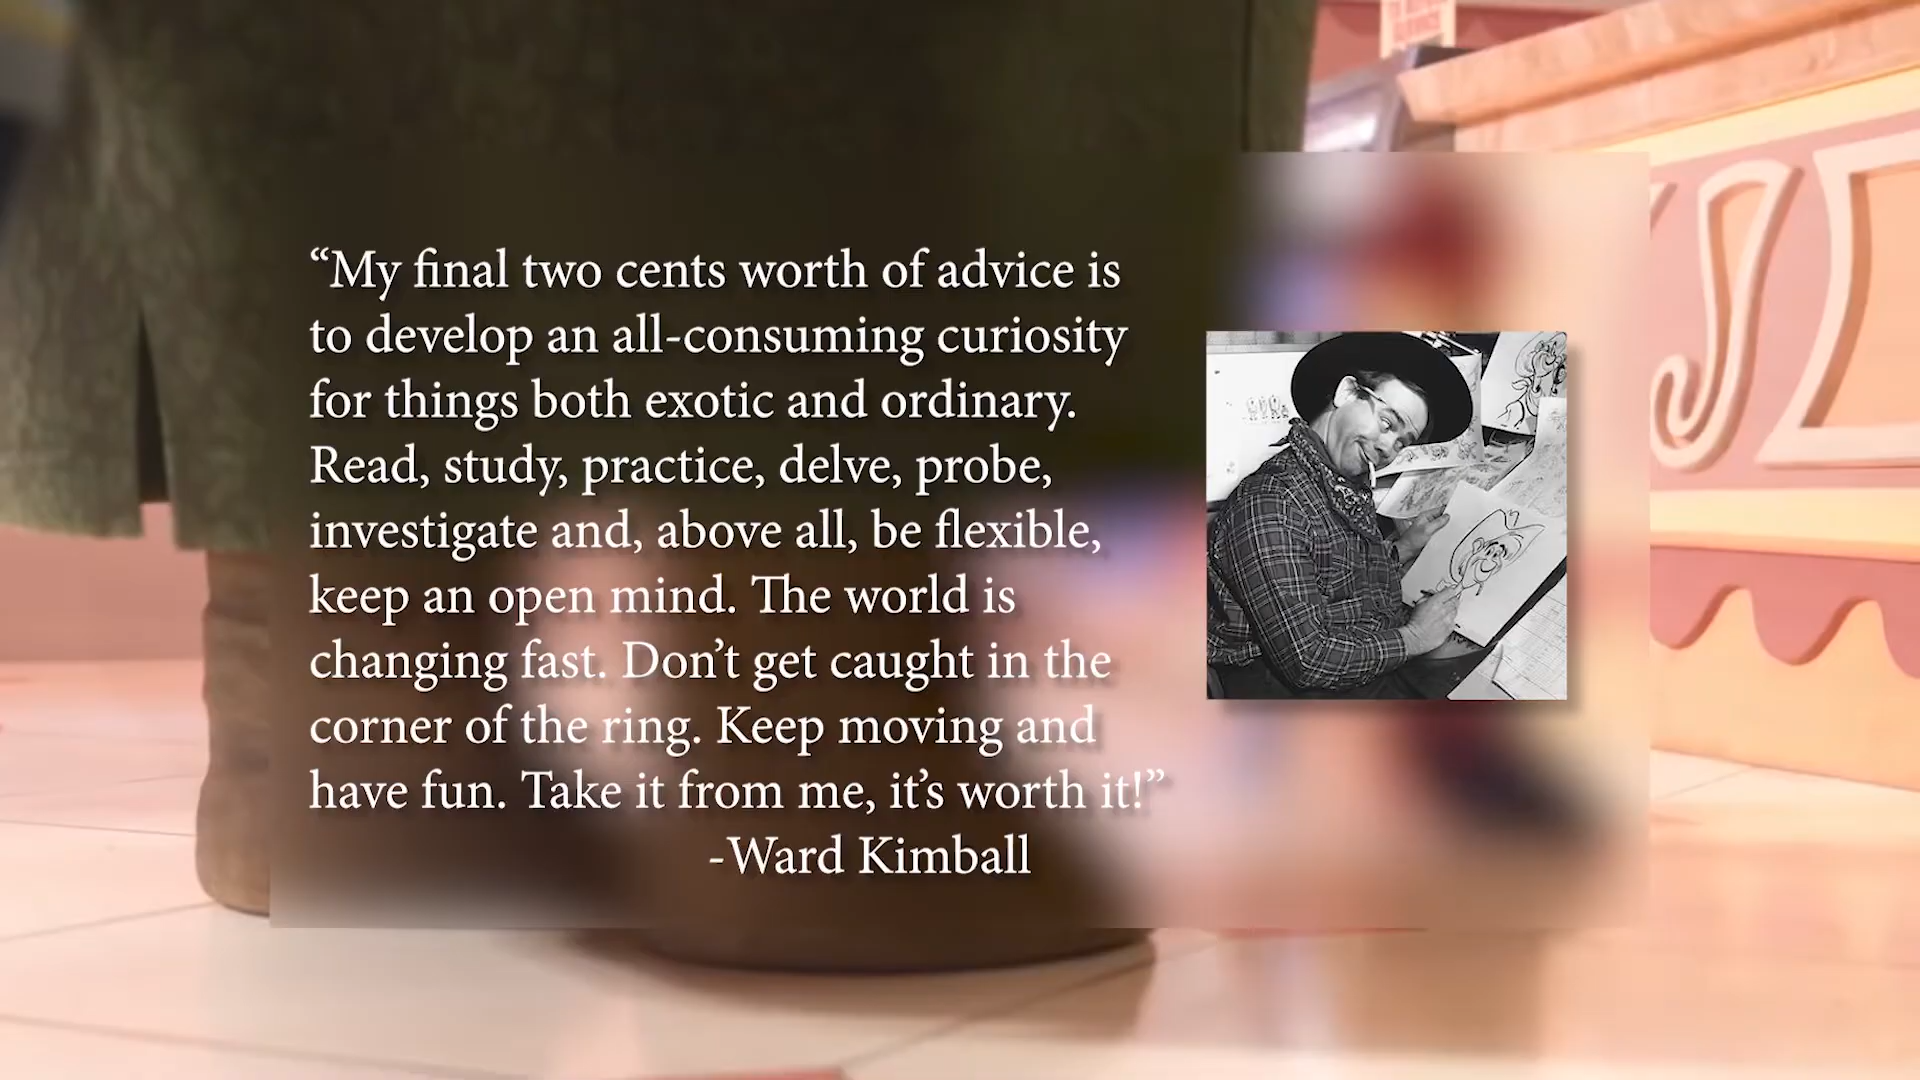 “My final two cents worth of advice is
to develop an all-consuming curiosity
for things both exotic and ordinary.
Read, study, practice, delve, probe,
investigate and, above all, be flexible,
keep an open mind. The world is
changing fast. Don’t get caught in the
corner of the ring. Keep moving and
have fun. Take it from me, it’s worth it!”
-Ward Kimball